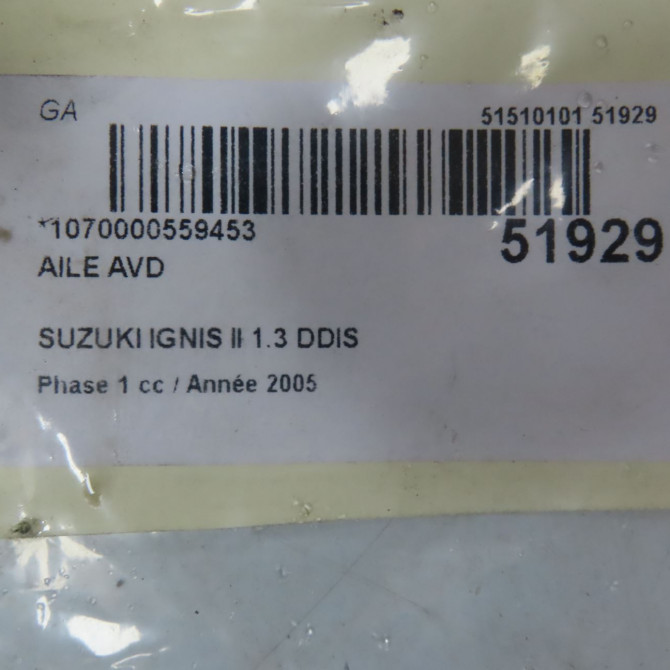 GA
51510101 51929
*1070000559453
51929
AILE AVD
SUZUKI IGNIS II 1.3 DDIS
Phase 1 cc / Année 2005